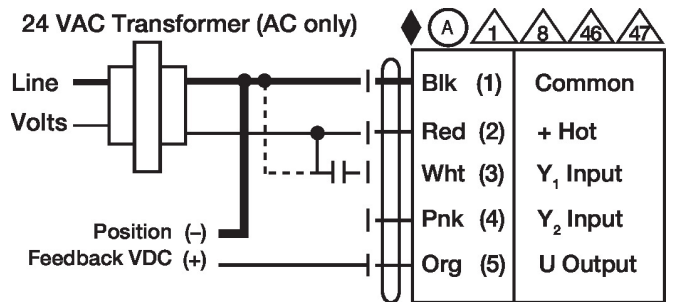 24 VAC Transformer (AC only)
A 1 8 46 47
Line
Volts
Blk (1) Common
Red (2) + Hot
Wht (3) Y1 Input
Pnk (4) Y2 Input
Position (–)
Feedback VDC (+)
Org (5) U Output